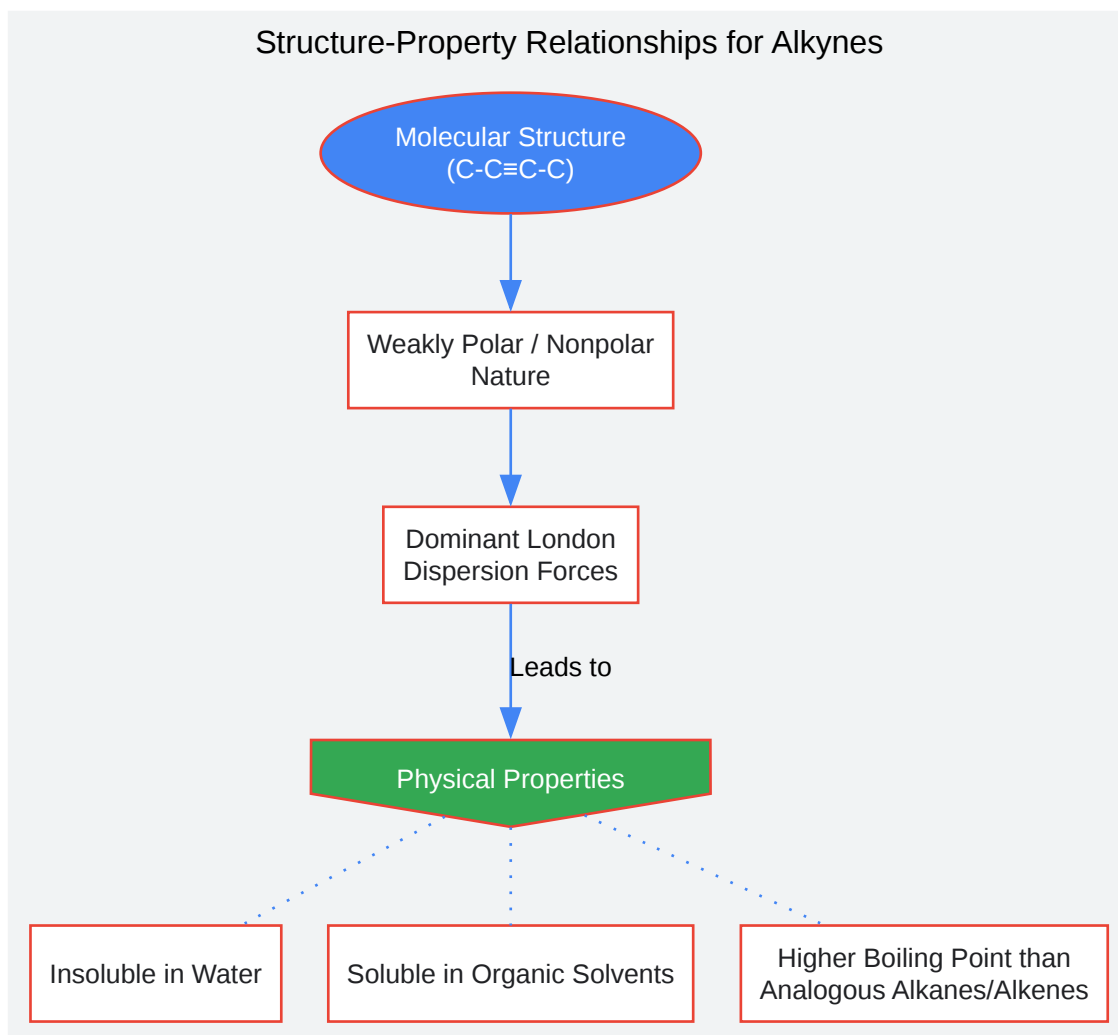 Structure-Property Relationships for Alkynes
Molecular Structure
(C-C≡C-C)
Weakly Polar / Nonpolar
Nature
Dominant London
Dispersion Forces
Leads to
Physical Properties
Insoluble in Water
Soluble in Organic Solvents
Higher Boiling Point than
Analogous Alkanes/Alkenes